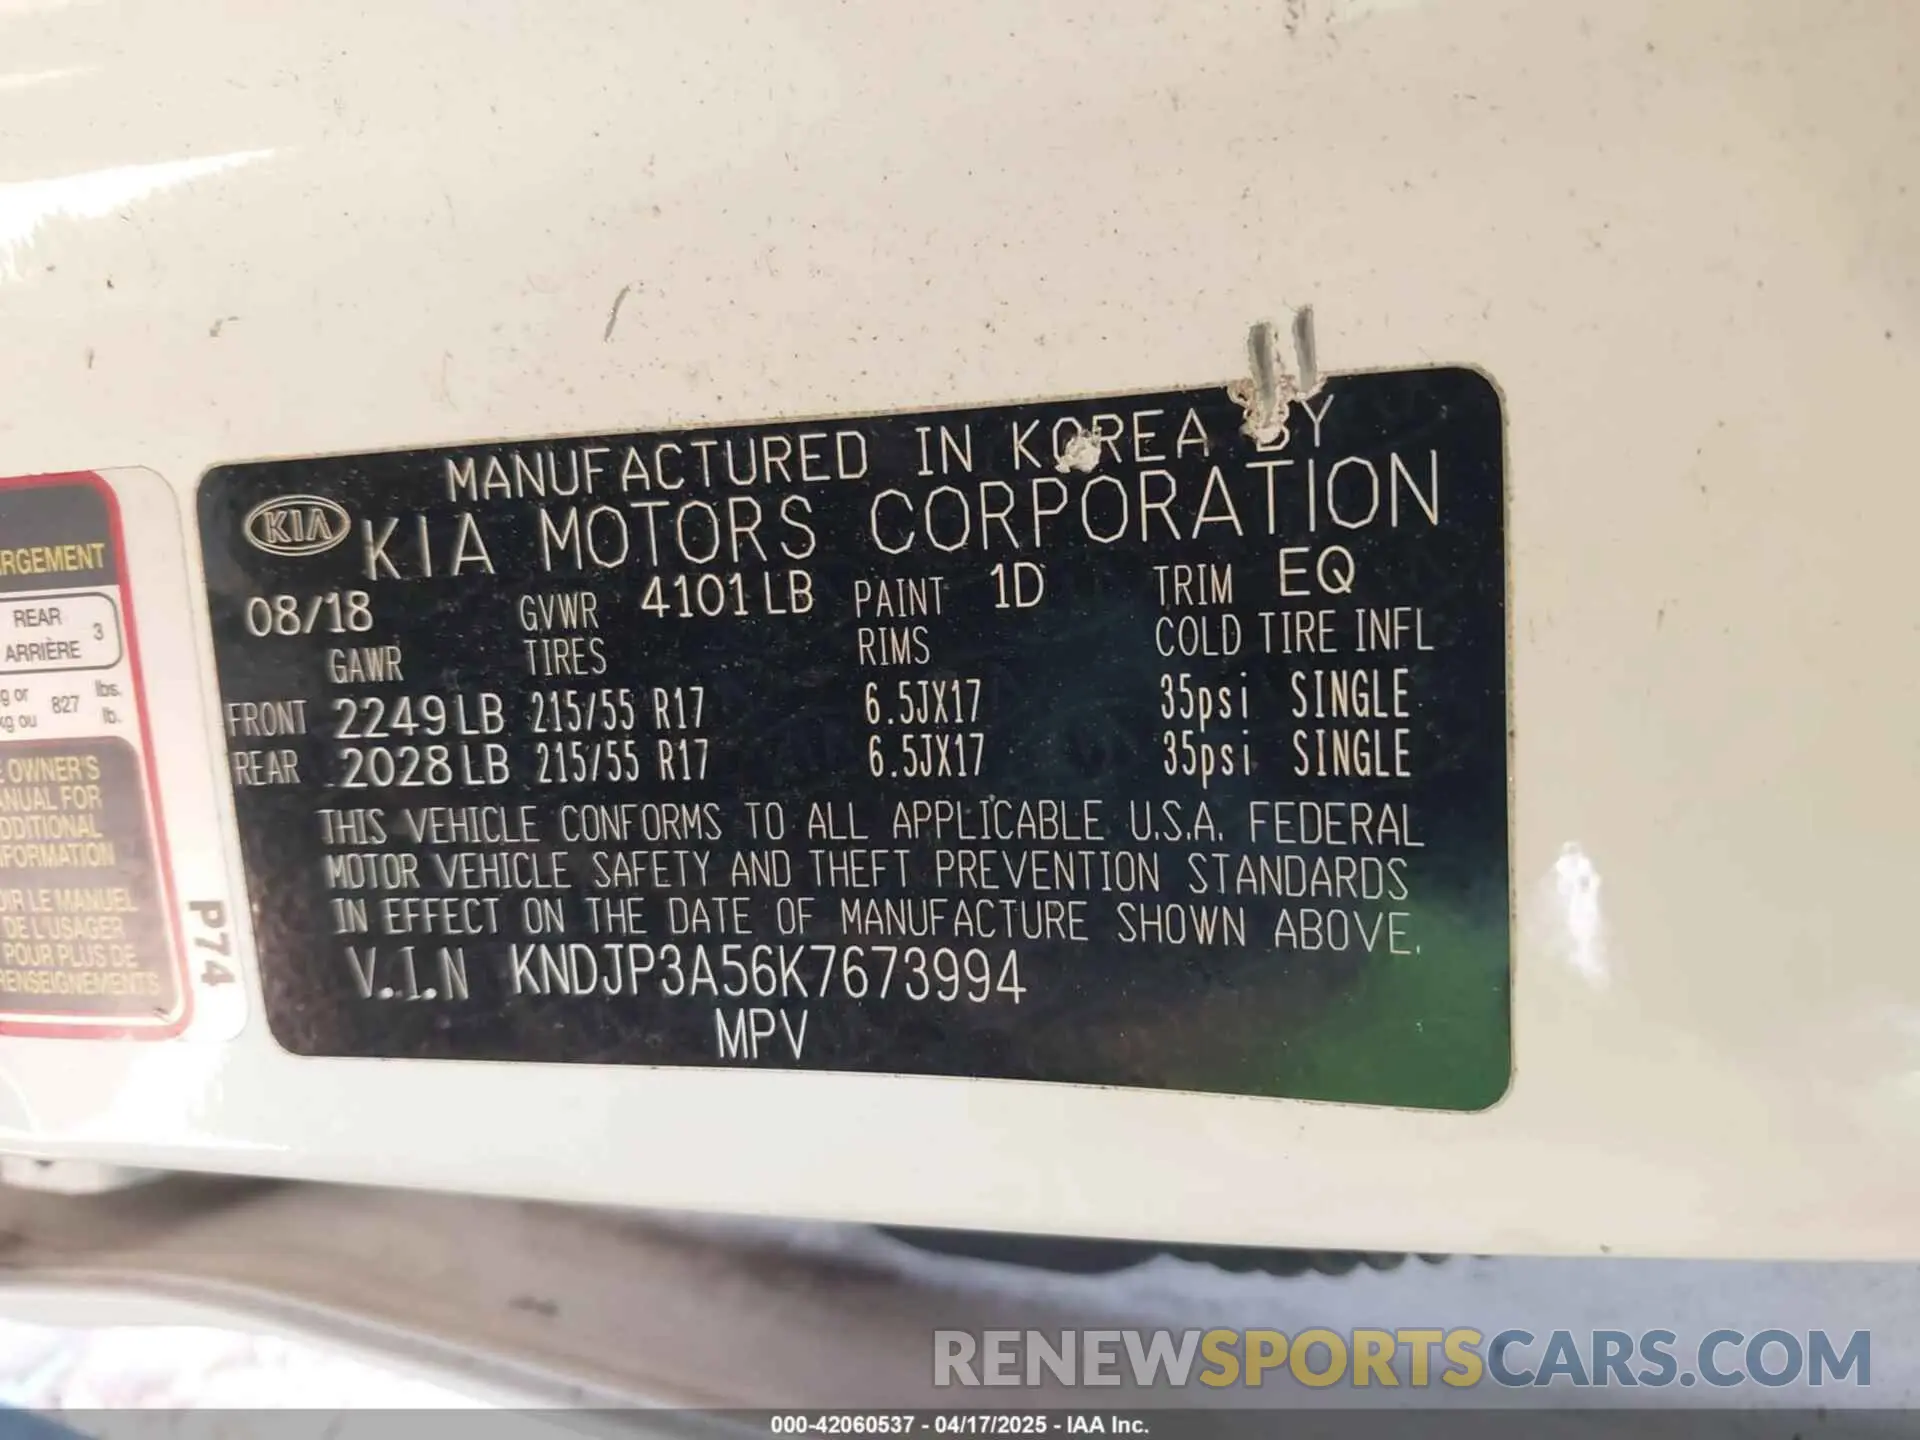 MANUFACTURED IN KOREA BY
KIA KIA MOTORS CORPORATION
08/18 GVWR 4101 LB PAINT 1D TRIM EQ
GAWR TIRES RIMS COLD TIRE INFL
FRONT 2249 LB 215/55 R17 6.5JX17 35psi SINGLE
REAR 2028 LB 215/55 R17 6.5JX17 35psi SINGLE
THIS VEHICLE CONFORMS TO ALL APPLICABLE U.S.A. FEDERAL
MOTOR VEHICLE SAFETY AND THEFT PREVENTION STANDARDS
IN EFFECT ON THE DATE OF MANUFACTURE SHOWN ABOVE.
V.I.N KNDJP3A56K7673994
MPV
RGEMENT
REAR
ARRIÈRE 3
g or 827 lbs.
kg ou lb.
OWNER'S
ANUAL FOR
DDITIONAL
NFORMATION
OIR LE MANUEL
DE L'USAGER
POUR PLUS DE
RENSEIGNEMENTS
P74
RENEWSPORTSCARS.COM
000-42060537 - 04/17/2025 - IAA Inc.